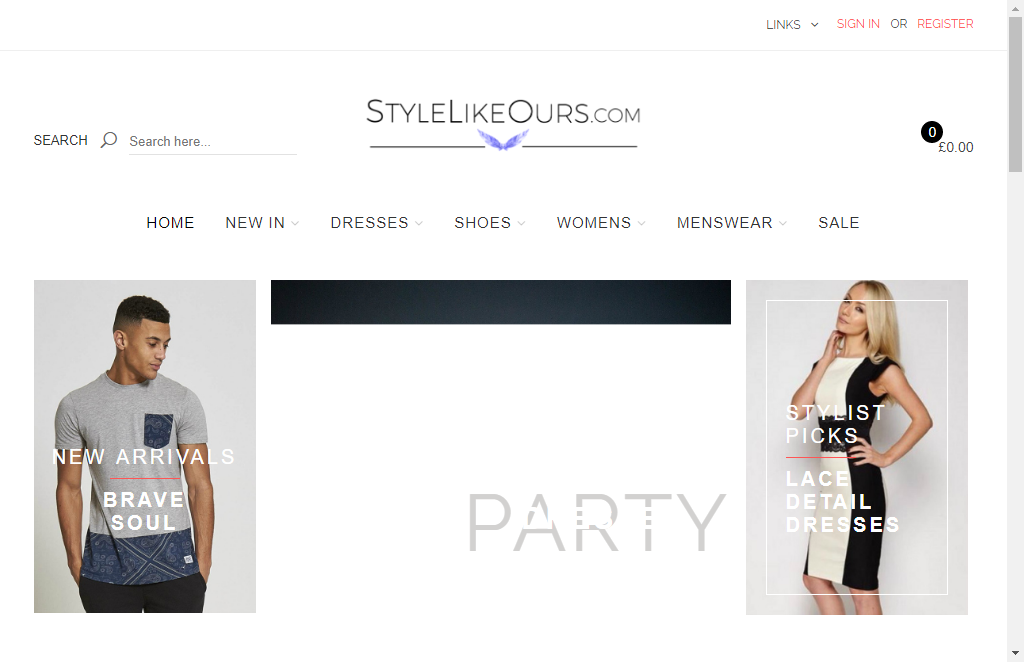 LINKS
SIGN IN OR REGISTER
STYLELIKEOURS.COM
SEARCH
Search here...
0
£0.00
HOME
NEW IN
DRESSES
SHOES
WOMENS
MENSWEAR
SALE
NEW ARRIVALS
BRAVE
SOUL
PARTY
STYLIST
PICKS
LACE
DETAIL
DRESSES